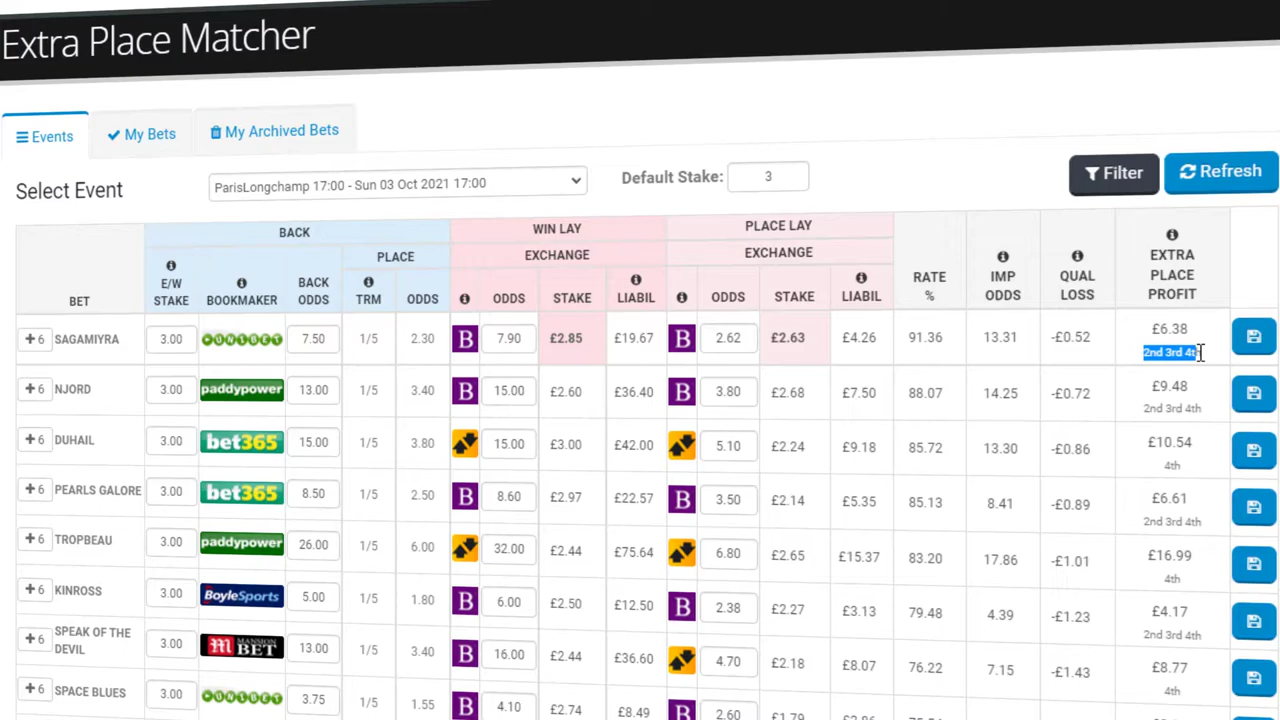 Extra Place Matcher
Events My Bets My Archived Bets
Select Event ParisLongchamp 17:00 - Sun 03 Oct 2021 17:00 Default Stake: 3 Filter Refresh
BACK WIN LAY PLACE LAY
PLACE EXCHANGE EXCHANGE
BET E/W STAKE BOOKMAKER BACK ODDS TRM ODDS ODDS STAKE LIABIL ODDS STAKE LIABIL RATE % IMP ODDS QUAL LOSS EXTRA PLACE PROFIT
6 SAGAMIYRA 3.00 UNIBET 7.50 1/5 2.30 B 7.90 £2.85 £19.67 B 2.62 £2.63 £4.26 91.36 13.31 -£0.52 £6.38
2nd 3rd 4t
6 NJORD 3.00 paddypower 13.00 1/5 3.40 B 15.00 £2.60 £36.40 B 3.80 £2.68 £7.50 88.07 14.25 -£0.72 £9.48
2nd 3rd 4th
6 DUHAIL 3.00 bet365 15.00 1/5 3.80 15.00 £3.00 £42.00 5.10 £2.24 £9.18 85.72 13.30 -£0.86 £10.54
4th
6 PEARLS GALORE 3.00 bet365 8.50 1/5 2.50 B 8.60 £2.97 £22.57 B 3.50 £2.14 £5.35 85.13 8.41 -£0.89 £6.61
2nd 3rd 4th
6 TROPBEAU 3.00 paddypower 26.00 1/5 6.00 32.00 £2.44 £75.64 6.80 £2.65 £15.37 83.20 17.86 -£1.01 £16.99
4th
6 KINROSS 3.00 BoyleSports 5.00 1/5 1.80 B 6.00 £2.50 £12.50 B 2.38 £2.27 £3.13 79.48 4.39 -£1.23 £4.17
2nd 3rd 4th
6 SPEAK OF THE DEVIL 3.00 M MANSION BET 13.00 1/5 3.40 B 16.00 £2.44 £36.60 4.70 £2.18 £8.07 76.22 7.15 -£1.43 £8.77
4th
6 SPACE BLUES 3.00 UNIBET 3.75 1/5 1.55 B 4.10 £2.74 £8.49 B 2.60 £1.79